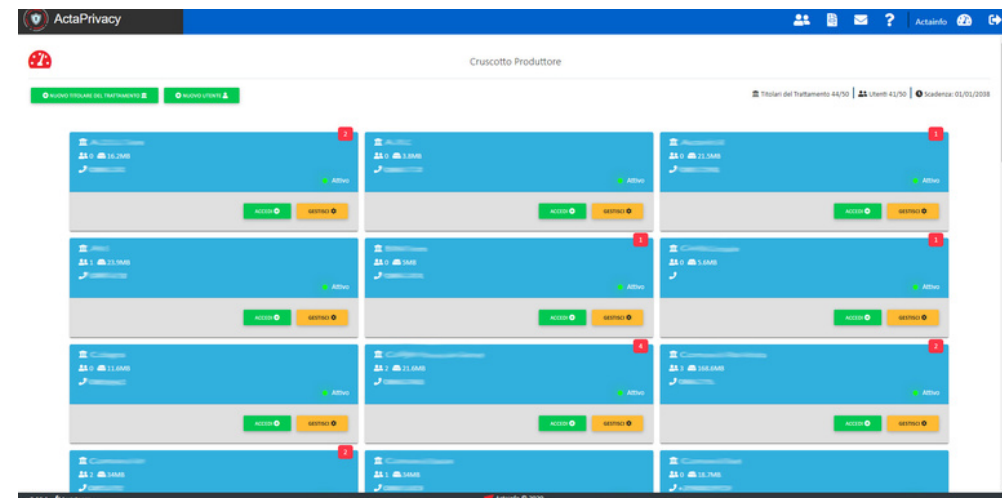 ActaPrivacy
? Actainfo
Cruscotto Produttore
NUOVO TITOLARE DEL TRATTAMENTO NUOVO UTENTE
Titolari del Trattamento 44/50 | Utenti 41/50 | Scadenza: 01/01/2038
2
0 16.2MB
Attivo
ACCEDI GESTISCI
0 3.8MB
Attivo
ACCEDI GESTISCI
1
0 21.5MB
Attivo
ACCEDI GESTISCI
1 23.9MB
Attivo
ACCEDI GESTISCI
1
0 5MB
Attivo
ACCEDI GESTISCI
1
0 5.6MB
Attivo
ACCEDI GESTISCI
0 11.6MB
Attivo
ACCEDI GESTISCI
4
2 21.6MB
Attivo
ACCEDI GESTISCI
2
3 168.6MB
Attivo
ACCEDI GESTISCI
2
2 34MB
1 34MB
0 18.7MB
Actainfo © 2020